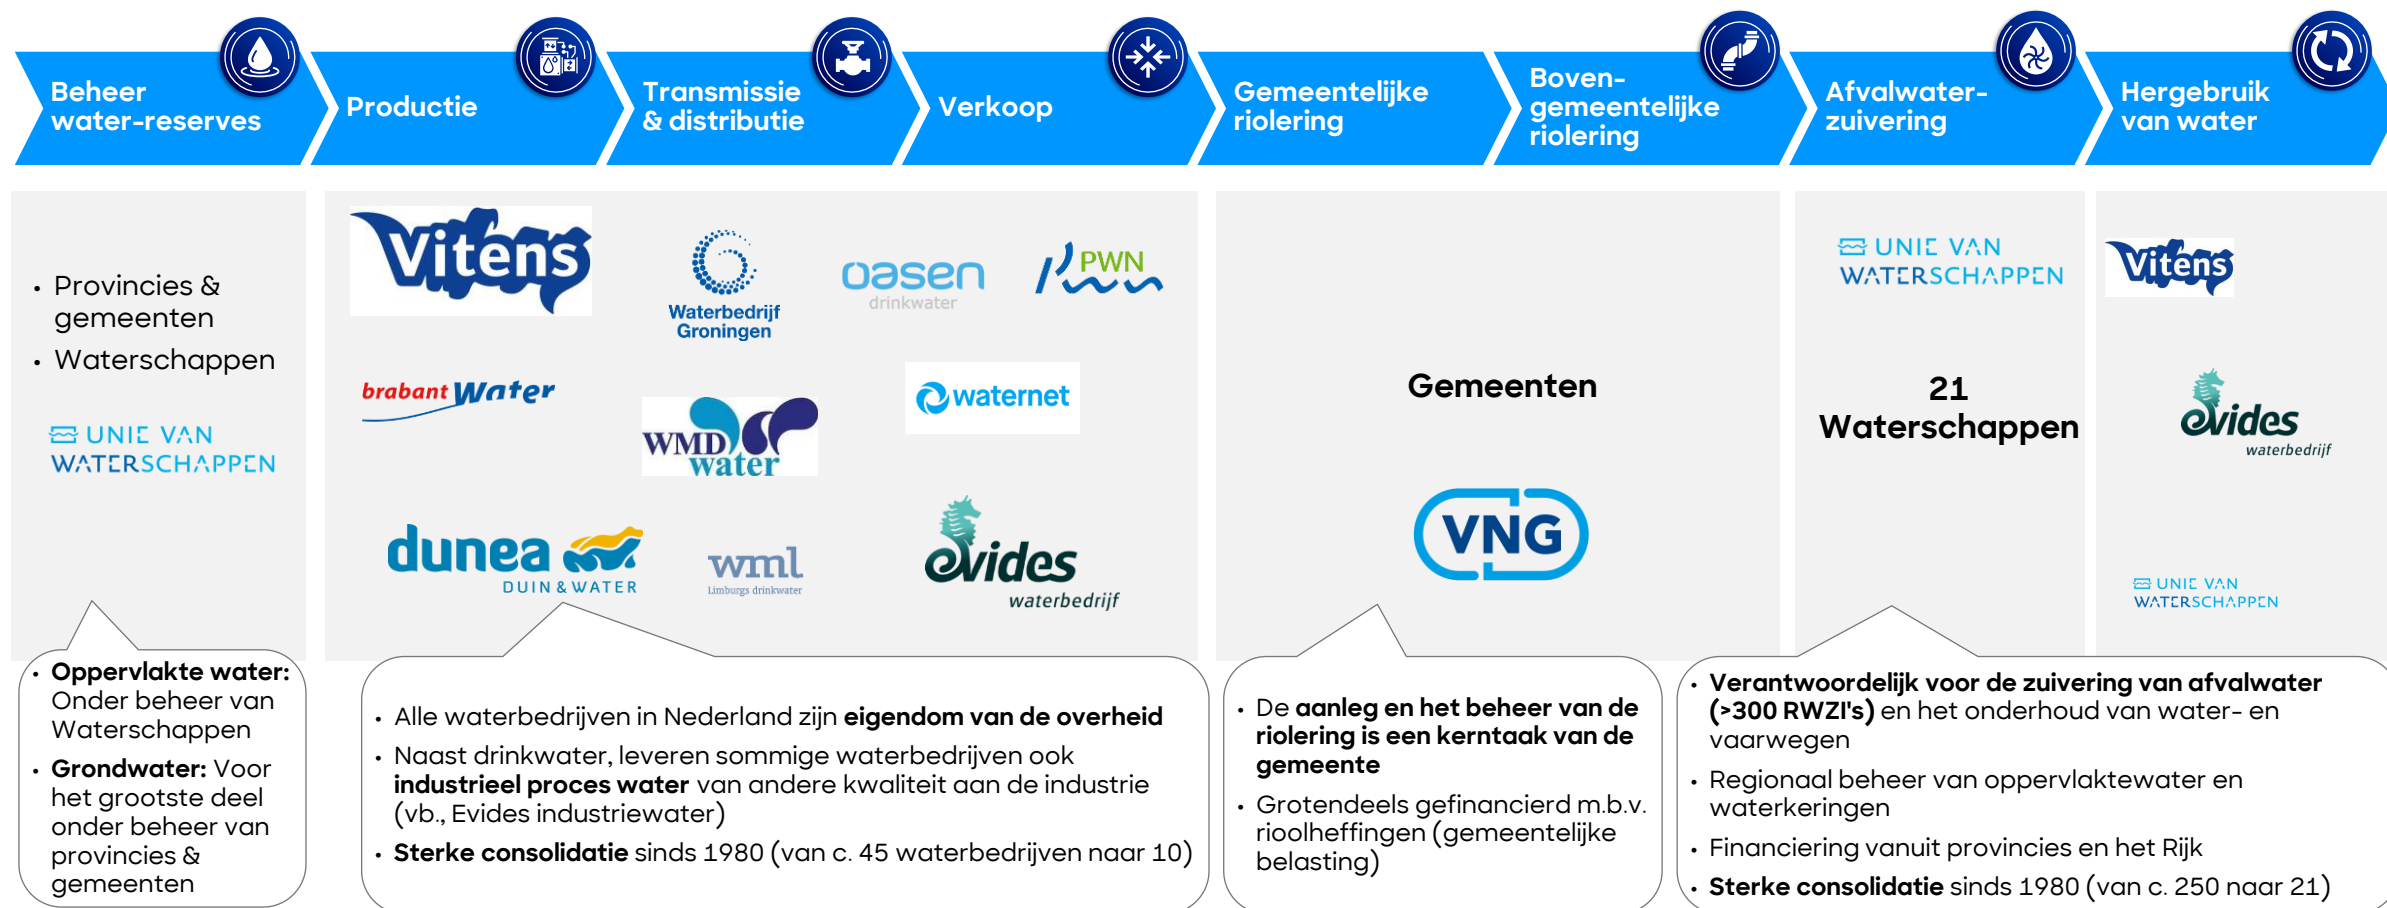 Beheer
water-reserves
Productie
Transmissie
& distributie
Verkoop
Gemeentelijke
riolering
Boven-
gemeentelijke
riolering
Afvalwater-
zuivering
Hergebruik
van water
• Provincies &
gemeenten
• Waterschappen
UNIE VAN
WATERSCHAPPEN
Vitens
Waterbedrijf
Groningen
oasen
drinkwater
PWN
brabant Water
WMD
water
waternet
dunea
DUIN & WATER
wml
Limburgs drinkwater
evides
waterbedrijf
Gemeenten
VNG
UNIE VAN
WATERSCHAPPEN
21
Waterschappen
Vitens
evides
waterbedrijf
UNIE VAN
WATERSCHAPPEN
• Oppervlakte water:
Onder beheer van
Waterschappen
• Grondwater: Voor
het grootste deel
onder beheer van
provincies &
gemeenten
• Alle waterbedrijven in Nederland zijn eigendom van de overheid
• Naast drinkwater, leveren sommige waterbedrijven ook
industrieel proces water van andere kwaliteit aan de industrie
(vb., Evides industriewater)
• Sterke consolidatie sinds 1980 (van c. 45 waterbedrijven naar 10)
• De aanleg en het beheer van de
riolering is een kerntaak van de
gemeente
• Grotendeels gefinancierd m.b.v.
rioolheffingen (gemeentelijke
belasting)
• Verantwoordelijk voor de zuivering van afvalwater
(>300 RWZI's) en het onderhoud van water- en
vaarwegen
• Regionaal beheer van oppervlaktewater en
waterkeringen
• Financiering vanuit provincies en het Rijk
• Sterke consolidatie sinds 1980 (van c. 250 naar 21)